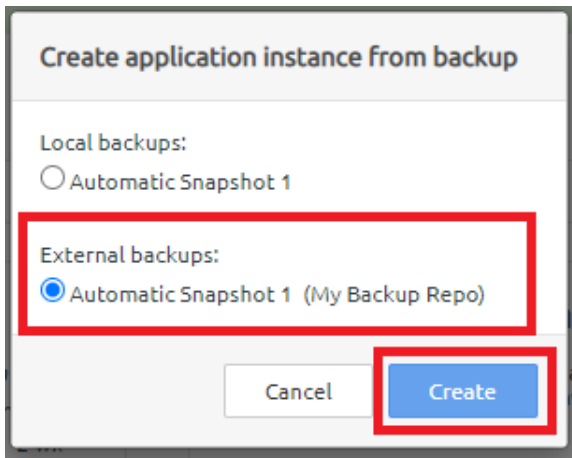 Create application instance from backup
Local backups:
Automatic Snapshot 1
External backups:
Automatic Snapshot 1 (My Backup Repo)
Cancel
Create